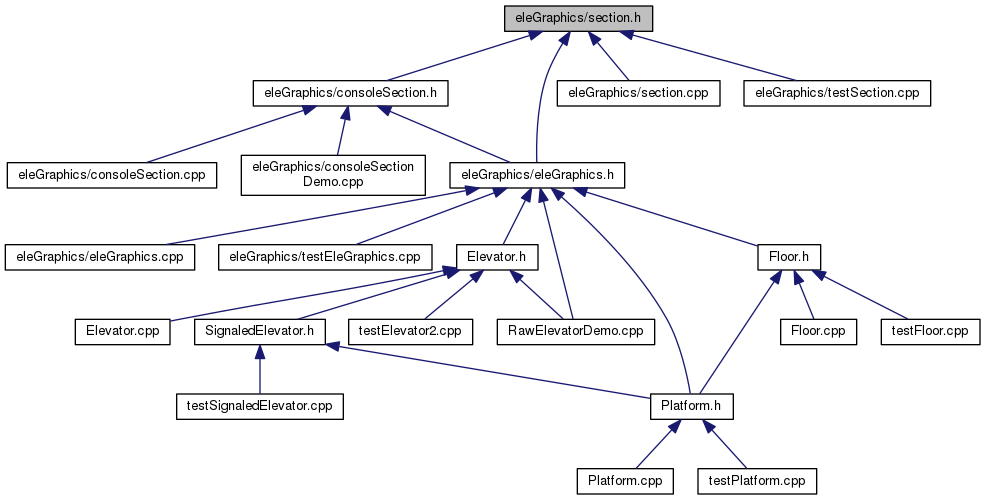 eleGraphics/section.h
eleGraphics/consoleSection.h
eleGraphics/section.cpp
eleGraphics/testSection.cpp
eleGraphics/consoleSection.cpp
eleGraphics/consoleSection
Demo.cpp
eleGraphics/eleGraphics.h
eleGraphics/eleGraphics.cpp
eleGraphics/testEleGraphics.cpp
Elevator.h
Floor.h
Elevator.cpp
SignaledElevator.h
testElevator2.cpp
RawElevatorDemo.cpp
Floor.cpp
testFloor.cpp
testSignaledElevator.cpp
Platform.h
Platform.cpp
testPlatform.cpp